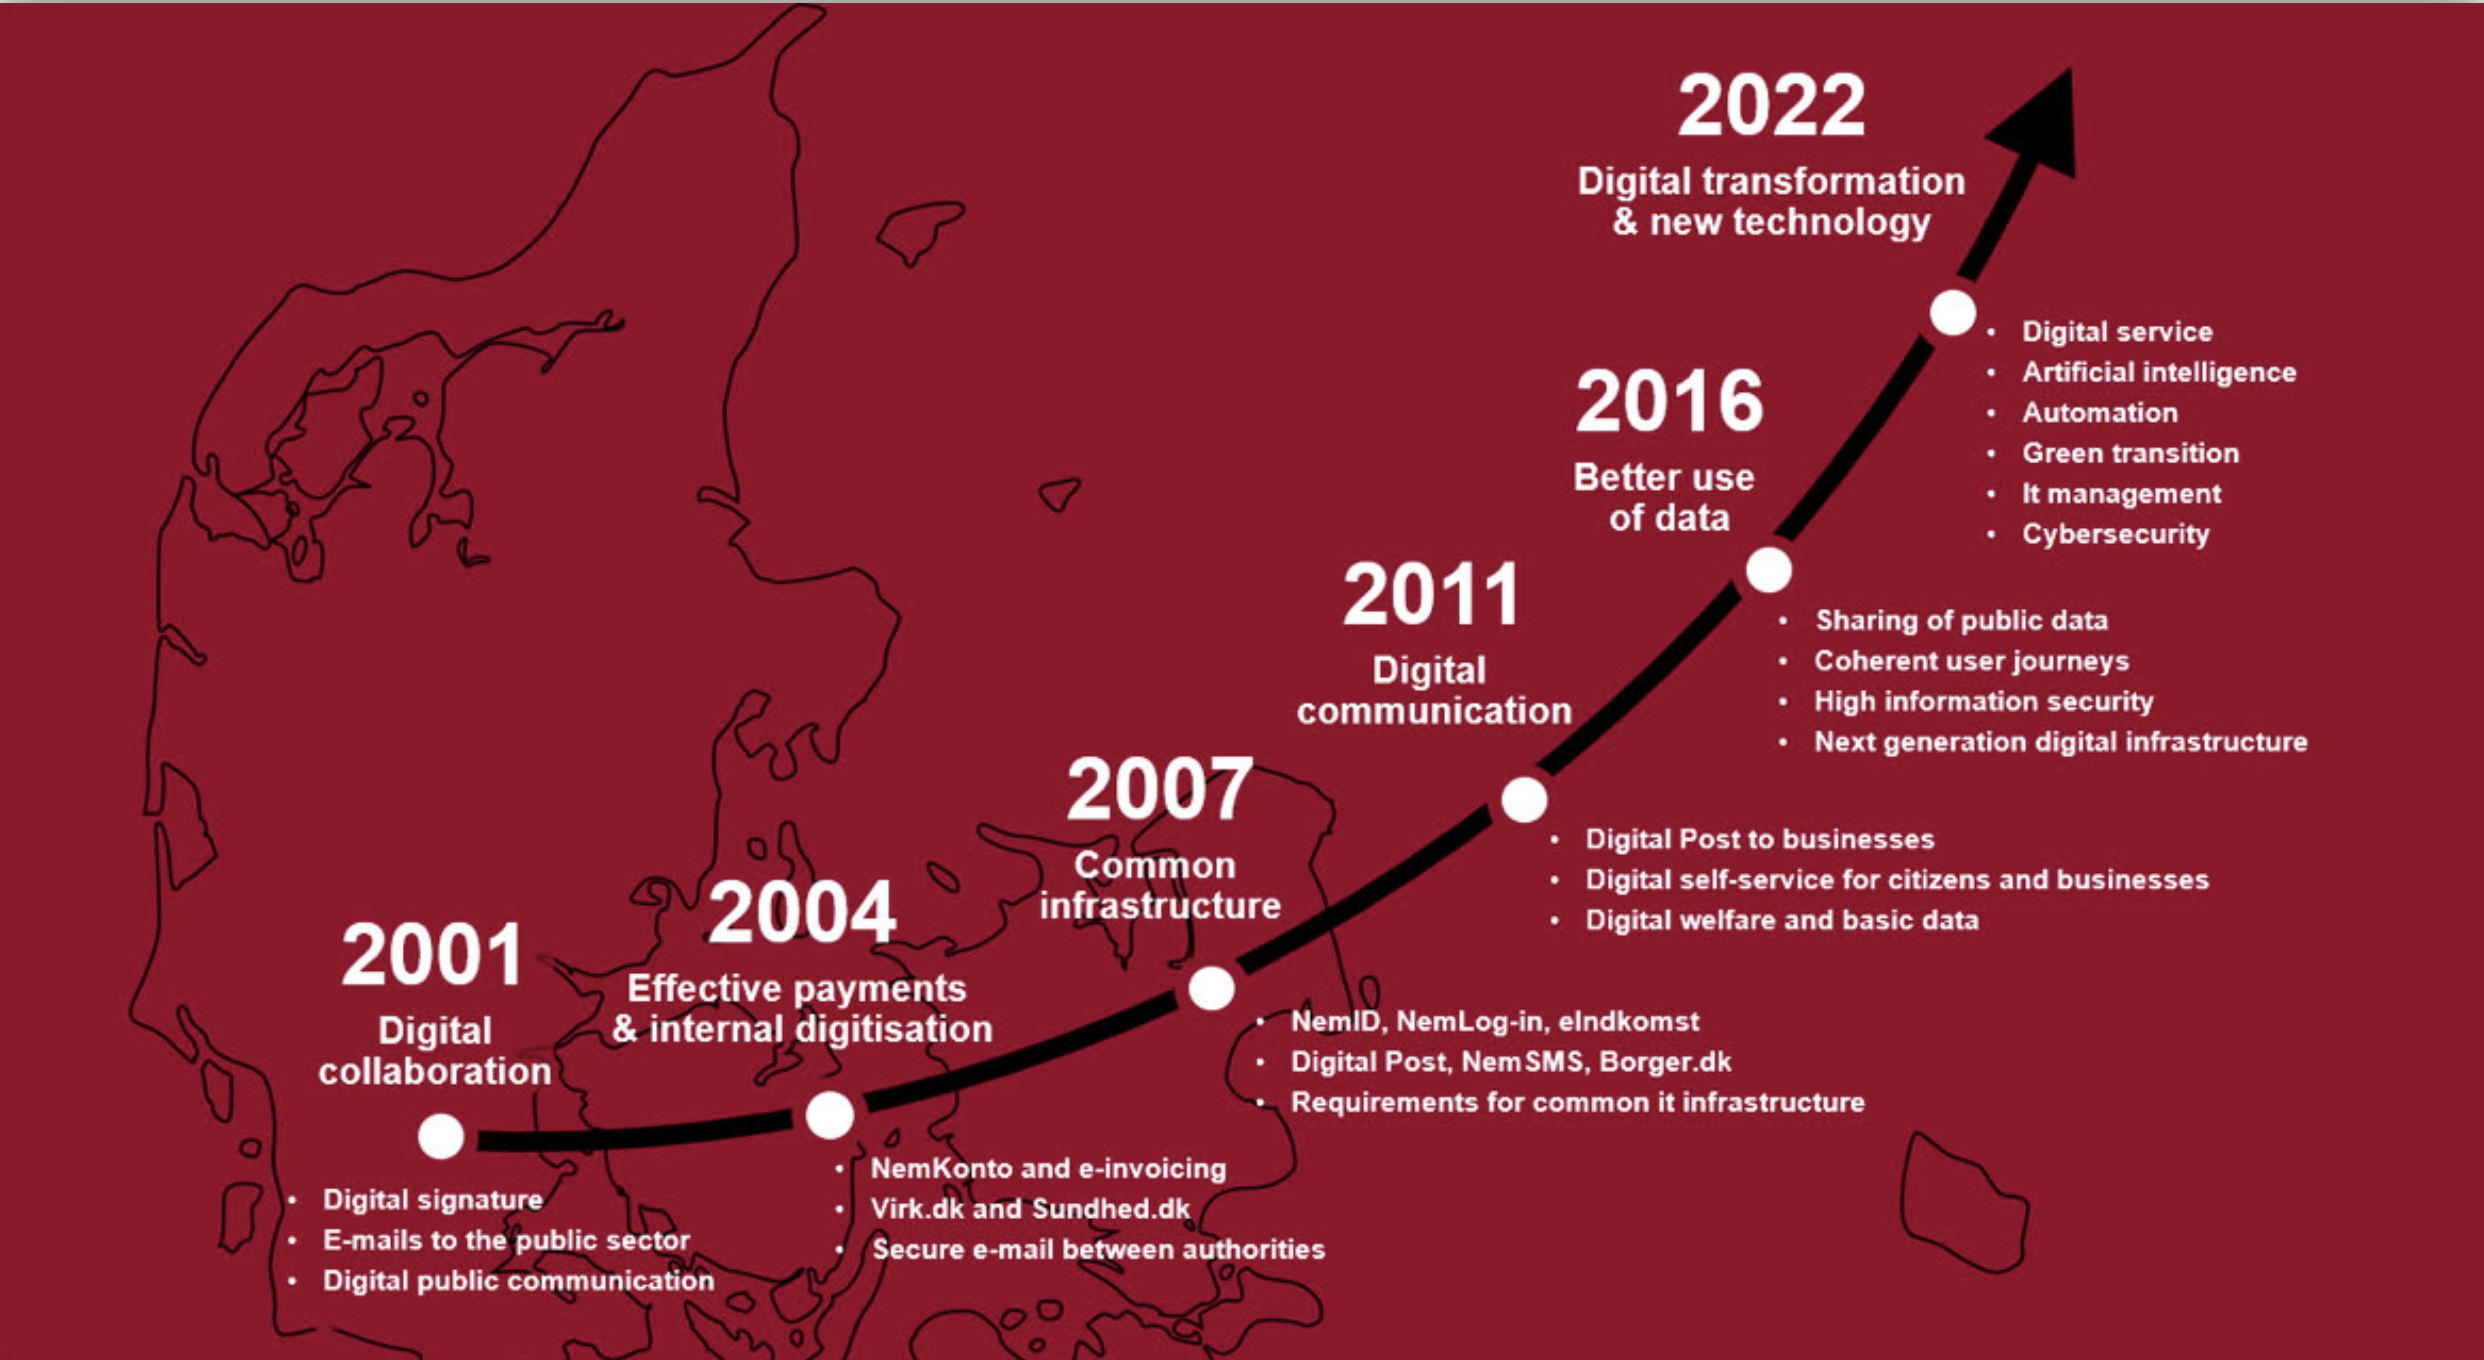 2001
Digital
collaboration
• Digital signature
• E-mails to the public sector
• Digital public communication
2004
Effective payments
& internal digitisation
• NemKonto and e-invoicing
• Virk.dk and Sundhed.dk
• Secure e-mail between authorities
2007
Common
infrastructure
• NemID, NemLog-in, eIndkomst
• Digital Post, NemSMS, Borger.dk
• Requirements for common it infrastructure
2011
Digital
communication
• Digital Post to businesses
• Digital self-service for citizens and businesses
• Digital welfare and basic data
2016
Better use
of data
• Sharing of public data
• Coherent user journeys
• High information security
• Next generation digital infrastructure
2022
Digital transformation
& new technology
• Digital service
• Artificial intelligence
• Automation
• Green transition
• It management
• Cybersecurity